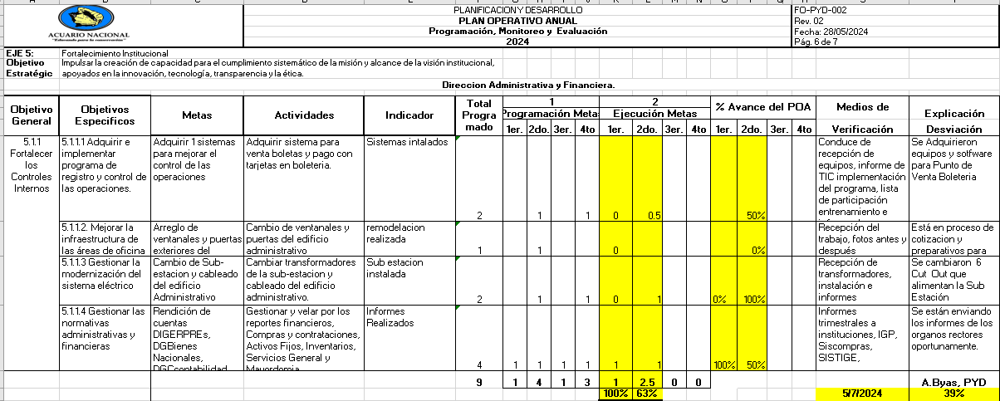 PLANIFICACION Y DESARROLLO
PLAN OPERATIVO ANUAL
Programación, Monitoreo y Evaluación
2024
FO-PYD-002
Rev. 02
Fecha: 28/05/2024
Pág. 6 de 7
ACUARIO NACIONAL
EJE 5: Fortalecimiento Institucional
Objetivo Impulsar la creación de capacidad para el cumplimiento sistemático de la misión y alcance de la visión institucional,
Estratégic apoyados en la innovación, tecnología, transparencia y la ética.
Direccion Administrativa y Financiera.
Objetivo General
Objetivos Especificos
Metas
Actividades
Indicador
Total Progra mado
1
Programación Metas
1er. 2do. 3er. 4to
2
Ejecución Metas
1er. 2do. 3er. 4to
% Avance del POA
1er. 2do. 3er. 4to
Medios de Verificación
Explicación Desviación
5.1.1
Fortalecer
los
Controles
Internos
5.1.1.1 Adquirir e
implementar
programa de
registro y control de
las operaciones.
Adquirir 1 sistemas
para mejorar el
control de las
operaciones
Adquirir sistema para
venta boletas y pago con
tarjetas en boleteria.
Sistemas intalados
2 1 1 0 0.5 50%
Conduce de
recepción de
equipos, informe de
TIC implementación
del programa, lista
de participación
entrenamiento e
Se Adquirieron
equipos y sotfware
para Punto de
Venta Boleteria
5.1.1.2. Mejorar la
infraestructura de
las áreas de oficina
Arreglo de
ventanales y puertas
exteriores del
Cambio de ventanales y
puertas del edificio
administrativo
remodelacion
realizada
1 1 0 0%
Recepción del
trabajo, fotos antes y
después
Está en proceso de
cotizacion y
preparativos para
5.1.1.3 Gestionar la
modernización del
sistema eléctrico
Cambio de Sub-
estacion y cableado
del edificio
Administrativo
Cambiar transformadores
de la sub-estacion y
cableado del edificio
administrativo.
Sub estacion
instalada
2 1 1 0 1 0% 100%
Recepción de
transformadores,
instalación e
informes
Se cambiaron 6
Cut Out que
alimentan la Sub
Estación
5.1.1.4 Gestionar las
normativas
administrativas y
financieras
Rendición de
cuentas
DIGERPREs,
DGBienes
Nacionales,
DGCcontabilidad
Gestionar y velar por los
reportes financieros,
Compras y contrataciones,
Activos Fijos, Inventarios,
Servicios General y
Mayordomia
Informes
Realizados
4 1 1 1 1 1 1 100% 50%
Informes
trimestrales a
instituciones, IGP,
Siscompras,
SISTIGE,
Se están enviando
los informes de los
organos rectores
oportunamente.
9 1 4 1 3 1 2.5 0 0 A.Byas, PYD
100% 63% 5/7/2024 39%